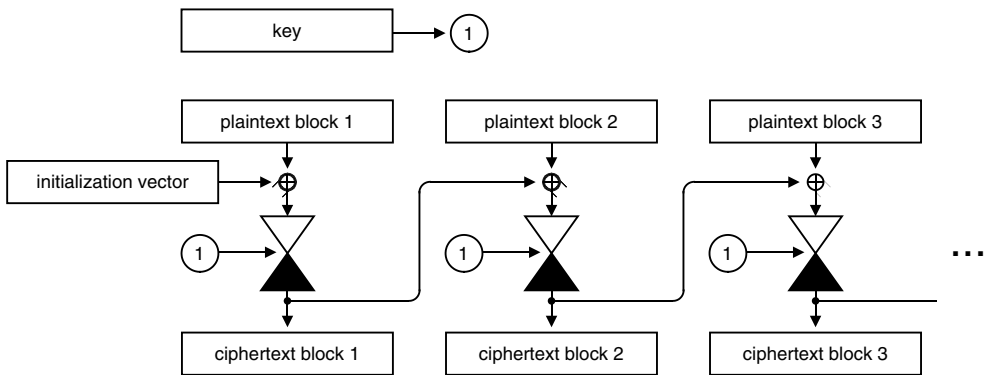 key
1
plaintext block 1
plaintext block 2
plaintext block 3
initialization vector
1
1
1
...
ciphertext block 1
ciphertext block 2
ciphertext block 3